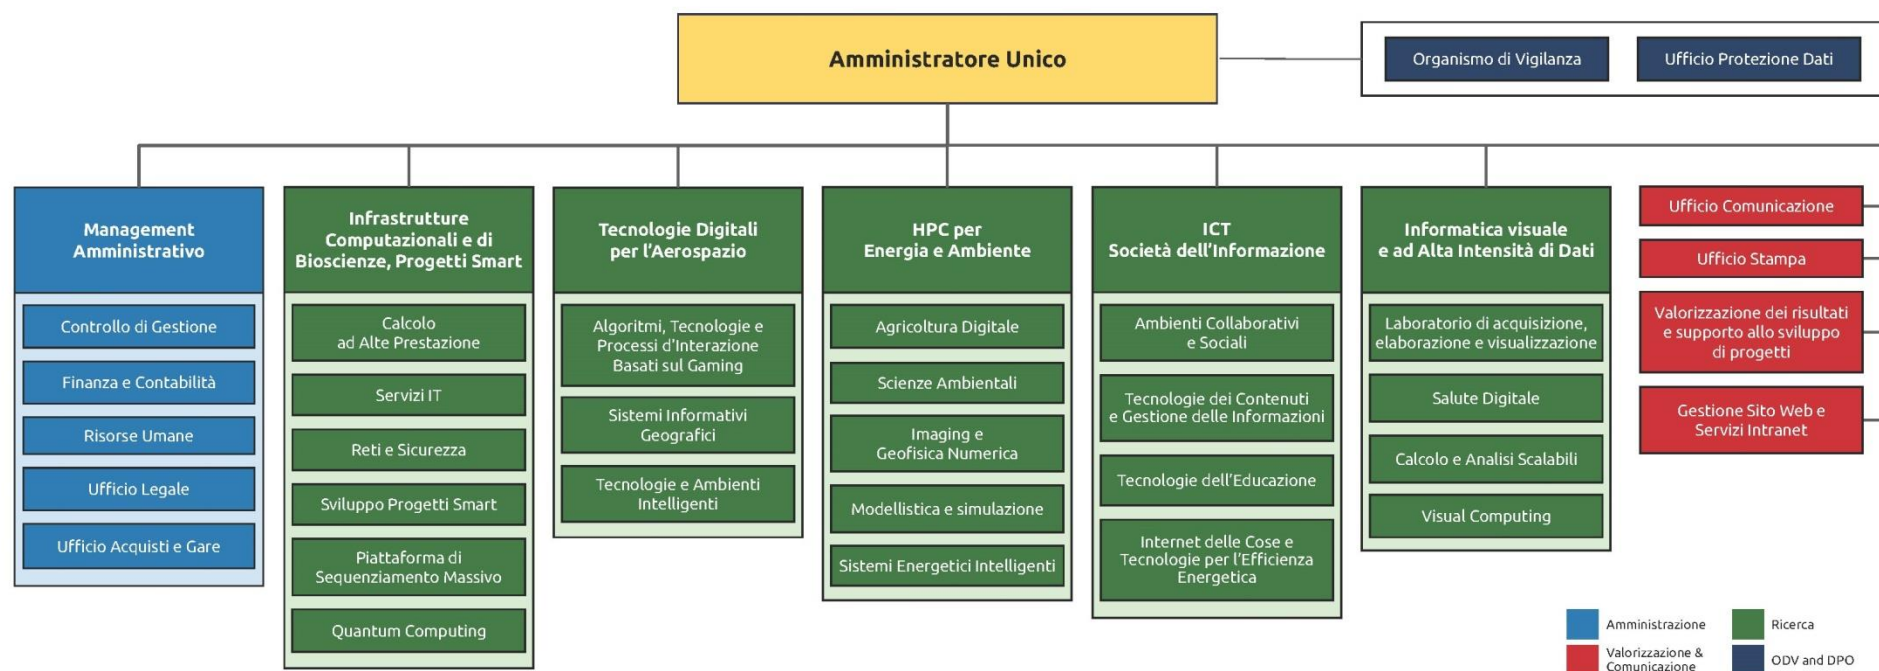 Amministratore Unico
Organismo di Vigilanza
Ufficio Protezione Dati
Management
Amministrativo
Controllo di Gestione
Finanza e Contabilità
Risorse Umane
Ufficio Legale
Ufficio Acquisti e Gare
Infrastrutture
Computazionali e di
Bioscienze, Progetti Smart
Calcolo
ad Alte Prestazione
Servizi IT
Reti e Sicurezza
Sviluppo Progetti Smart
Piattaforma di
Sequenziamento Massivo
Quantum Computing
Tecnologie Digitali
per l'Aerospazio
Algoritmi, Tecnologie e
Processi d'Interazione
Basati sul Gaming
Sistemi Informativi
Geografici
Tecnologie e Ambienti
Intelligenti
HPC per
Energia e Ambiente
Agricoltura Digitale
Scienze Ambientali
Imaging e
Geofisica Numerica
Modellistica e simulazione
Sistemi Energetici Intelligenti
ICT
Società dell'Informazione
Ambienti Collaborativi
e Sociali
Tecnologie dei Contenuti
e Gestione delle Informazioni
Tecnologie dell'Educazione
Internet delle Cose e
Tecnologie per l'Efficienza
Energetica
Informatica visuale
e ad Alta Intensità di Dati
Laboratorio di acquisizione,
elaborazione e visualizzazione
Salute Digitale
Calcolo e Analisi Scalabili
Visual Computing
Ufficio Comunicazione
Ufficio Stampa
Valorizzazione dei risultati
e supporto allo sviluppo
di progetti
Gestione Sito Web e
Servizi Intranet
Amministrazione
Ricerca
Valorizzazione &
Comunicazione
ODV and DPO